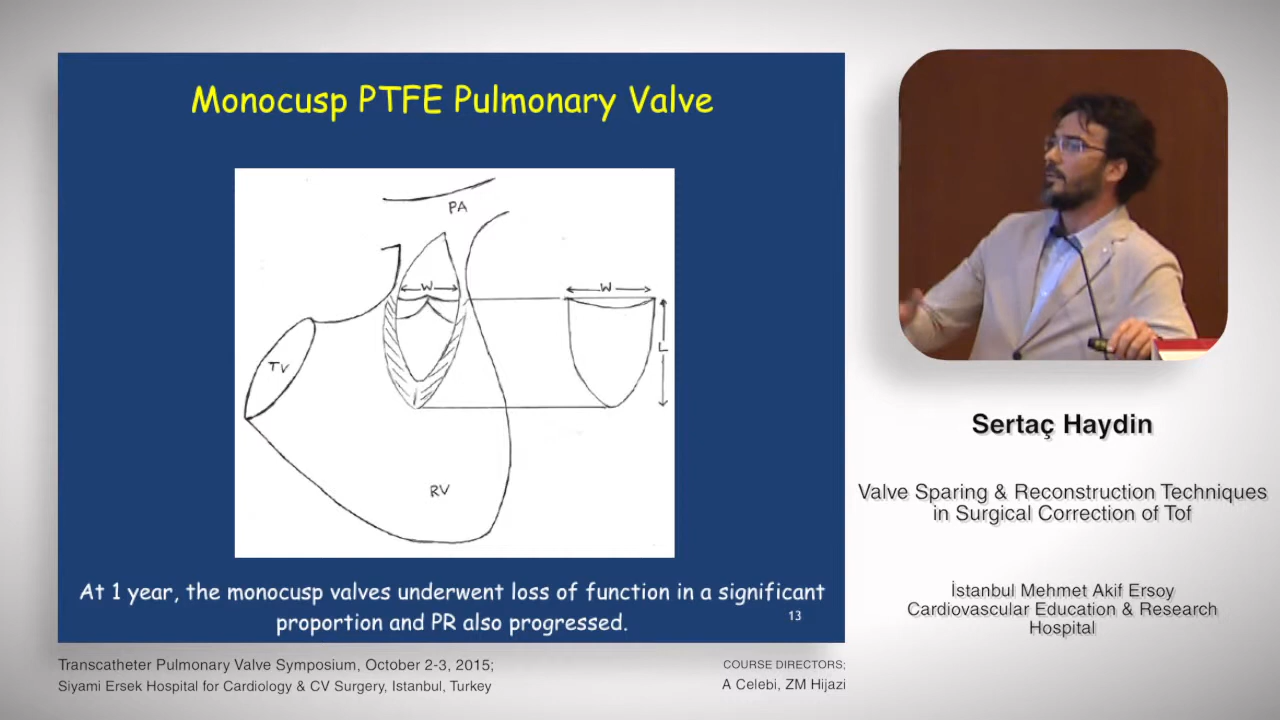 Monocusp PTFE Pulmonary Valve
PA
W
W
L
TV
RV
At 1 year, the monocusp valves underwent loss of function in a significant
proportion and PR also progressed.
13
Sertaç Haydin
Valve Sparing & Reconstruction Techniques
in Surgical Correction of Tof
İstanbul Mehmet Akif Ersoy
Cardiovascular Education & Research
Hospital
Transcatheter Pulmonary Valve Symposium, October 2-3, 2015;
Siyami Ersek Hospital for Cardiology & CV Surgery, Istanbul, Turkey
COURSE DIRECTORS;
A Celebi, ZM Hijazi